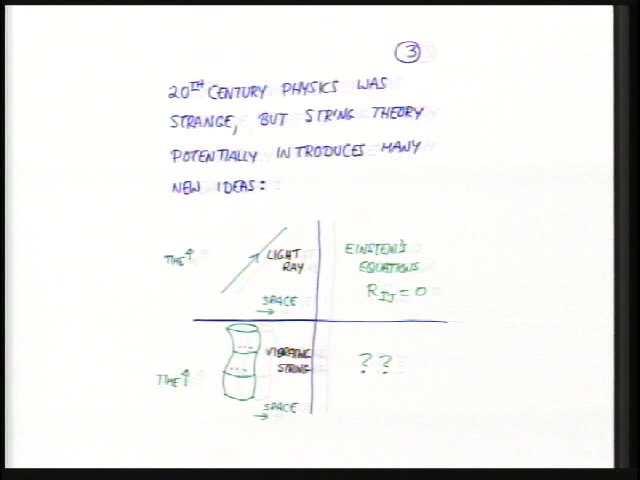 3
20TH CENTURY PHYSICS WAS
STRANGE, BUT STRING THEORY
POTENTIALLY INTRODUCES MANY
NEW IDEAS:
TIME↑
LIGHT
RAY
SPACE
→
EINSTEIN'S
EQUATIONS
R_IJ = 0
TIME↑
VIBRATING
STRING
SPACE
→
??